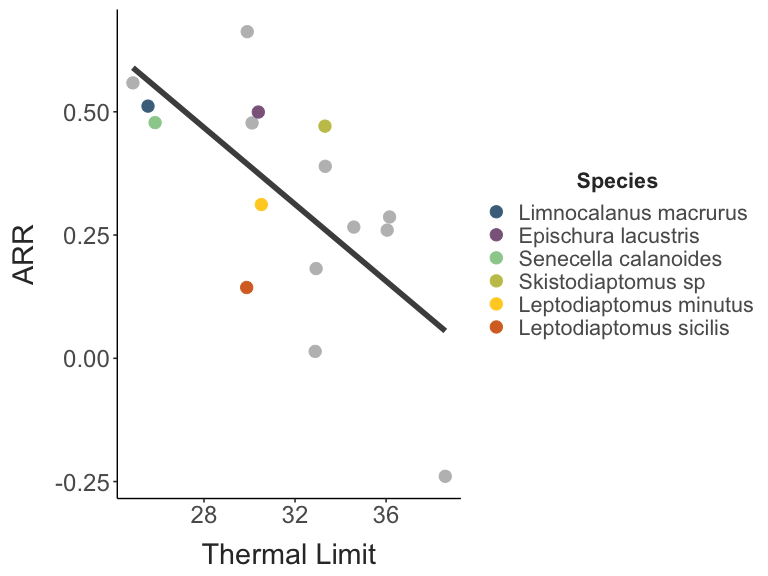 ARR
0.50
0.25
0.00
-0.25
28 32 36
Thermal Limit
Species
Limnocalanus macrurus
Epischura lacustris
Senecella calanoides
Skistodiaptomus sp
Leptodiaptomus minutus
Leptodiaptomus sicilis